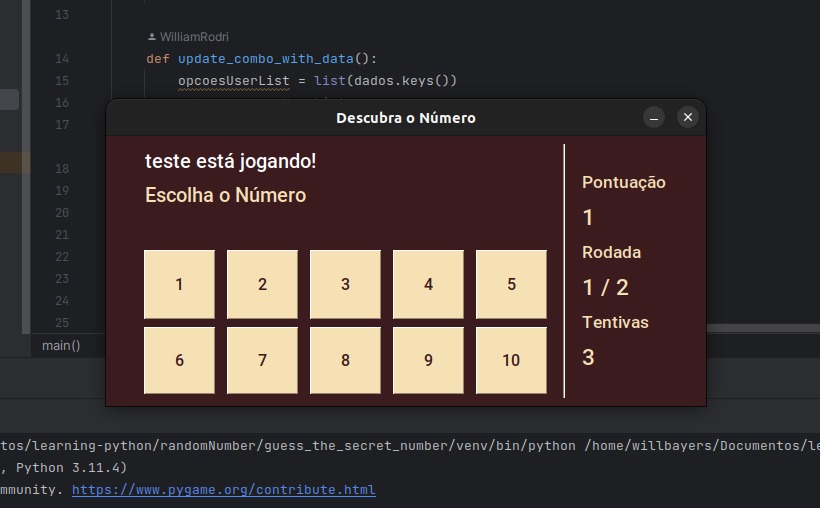 13
WilliamRodri
14 def update_combo_with_data():
15 opcoesUserList = list(dados.keys())
16
17
Descubra o Número
teste está jogando!
Escolha o Número
1 2 3 4 5
6 7 8 9 10
Pontuação
1
Rodada
1 / 2
Tentivas
3
18
19
20
21
22
23
24
25
main()
tos/learning-python/randomNumber/guess_the_secret_number/venv/bin/python /home/willbayers/Documentos/le
, Python 3.11.4)
mmunity. https://www.pygame.org/contribute.html